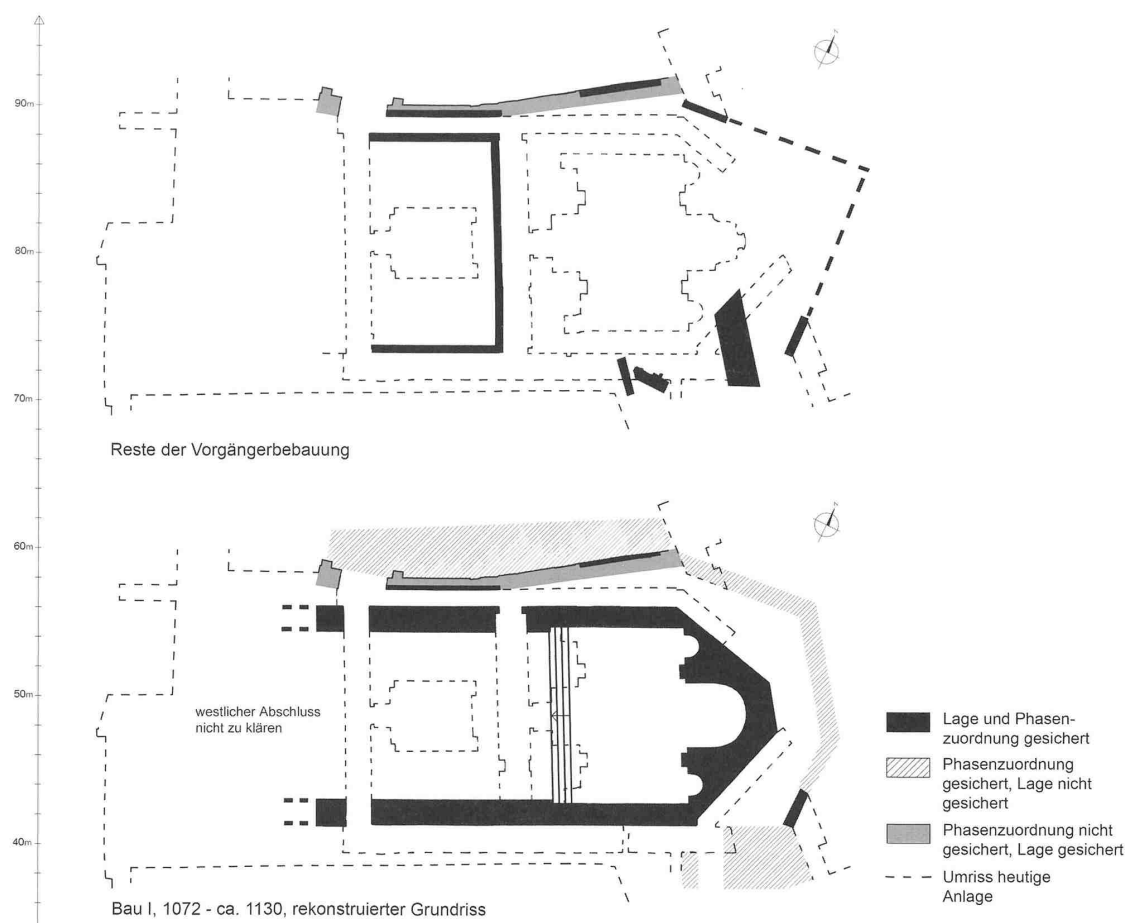 N
90m
80m
70m
Reste der Vorgängerbebauung
N
60m
50m
40m
westlicher Abschluss
nicht zu klären
Lage und Phasen-
zuordnung gesichert
Phasenzuordnung
gesichert, Lage nicht
gesichert
Phasenzuordnung nicht
gesichert, Lage gesichert
Umriss heutige
Anlage
Bau I, 1072 - ca. 1130, rekonstruierter Grundriss